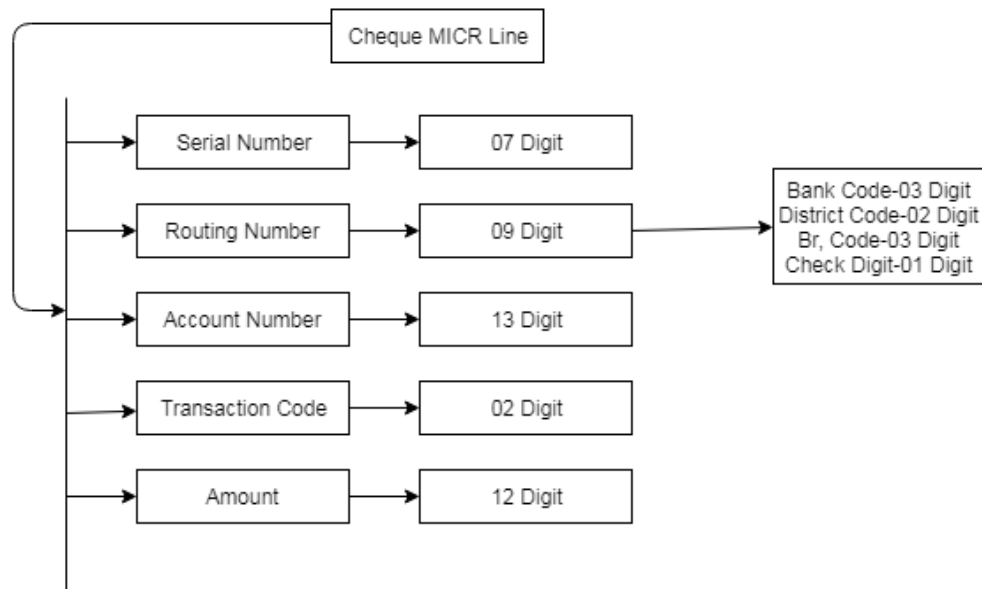 Cheque MICR Line
Serial Number
07 Digit
Routing Number
09 Digit
Bank Code-03 Digit
District Code-02 Digit
Br, Code-03 Digit
Check Digit-01 Digit
Account Number
13 Digit
Transaction Code
02 Digit
Amount
12 Digit